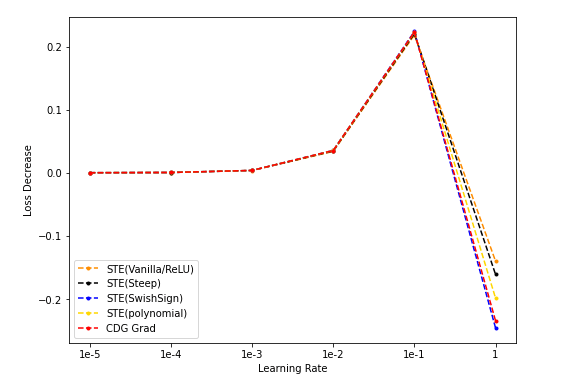 0.2
0.1
0.0
−0.1
−0.2
Loss Decrease
STE(Vanilla/ReLU)
STE(Steep)
STE(SwishSign)
STE(polynomial)
CDG Grad
1e-5 1e-4 1e-3 1e-2 1e-1 1
Learning Rate